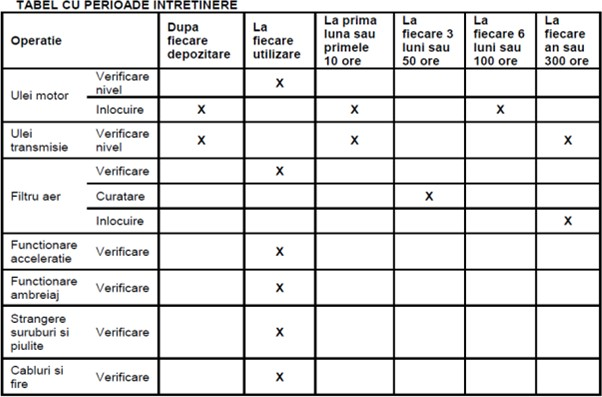 TABEL CU PERIOADE INTRETINERE
Operatie
Dupa
fiecare
depozitare
La
fiecare
utilizare
La prima
luna sau
primele
10 ore
La
fiecare 3
luni sau
50 ore
La
fiecare 6
luni sau
100 ore
La
fiecare
an sau
300 ore
Ulei motor
Verificare
nivel
X
Inlocuire
X X X
Ulei
transmisie
Verificare
nivel
X X X
Filtru aer
Verificare
X
Curatare
X
Inlocuire
X
Functionare
acceleratie
Verificare
X
Functionare
ambreiaj
Verificare
X
Strangere
suruburi si
piulite
Verificare
X
Cabluri si
fire
Verificare
X